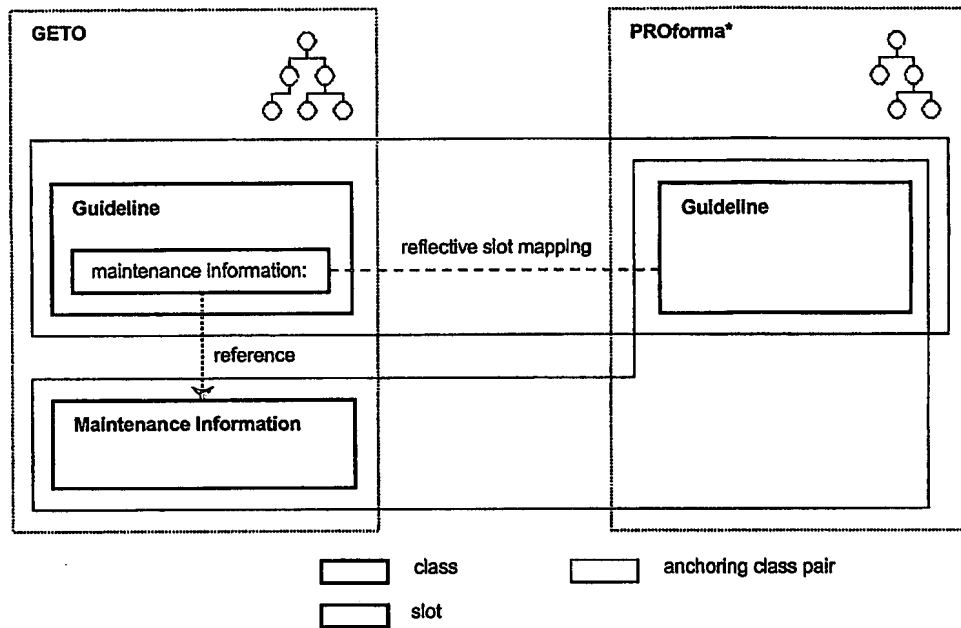 GETO
PROforma*
Guideline
Guideline
reflective slot mapping
maintenance information:
reference
Maintenance Information
class
anchoring class pair
slot